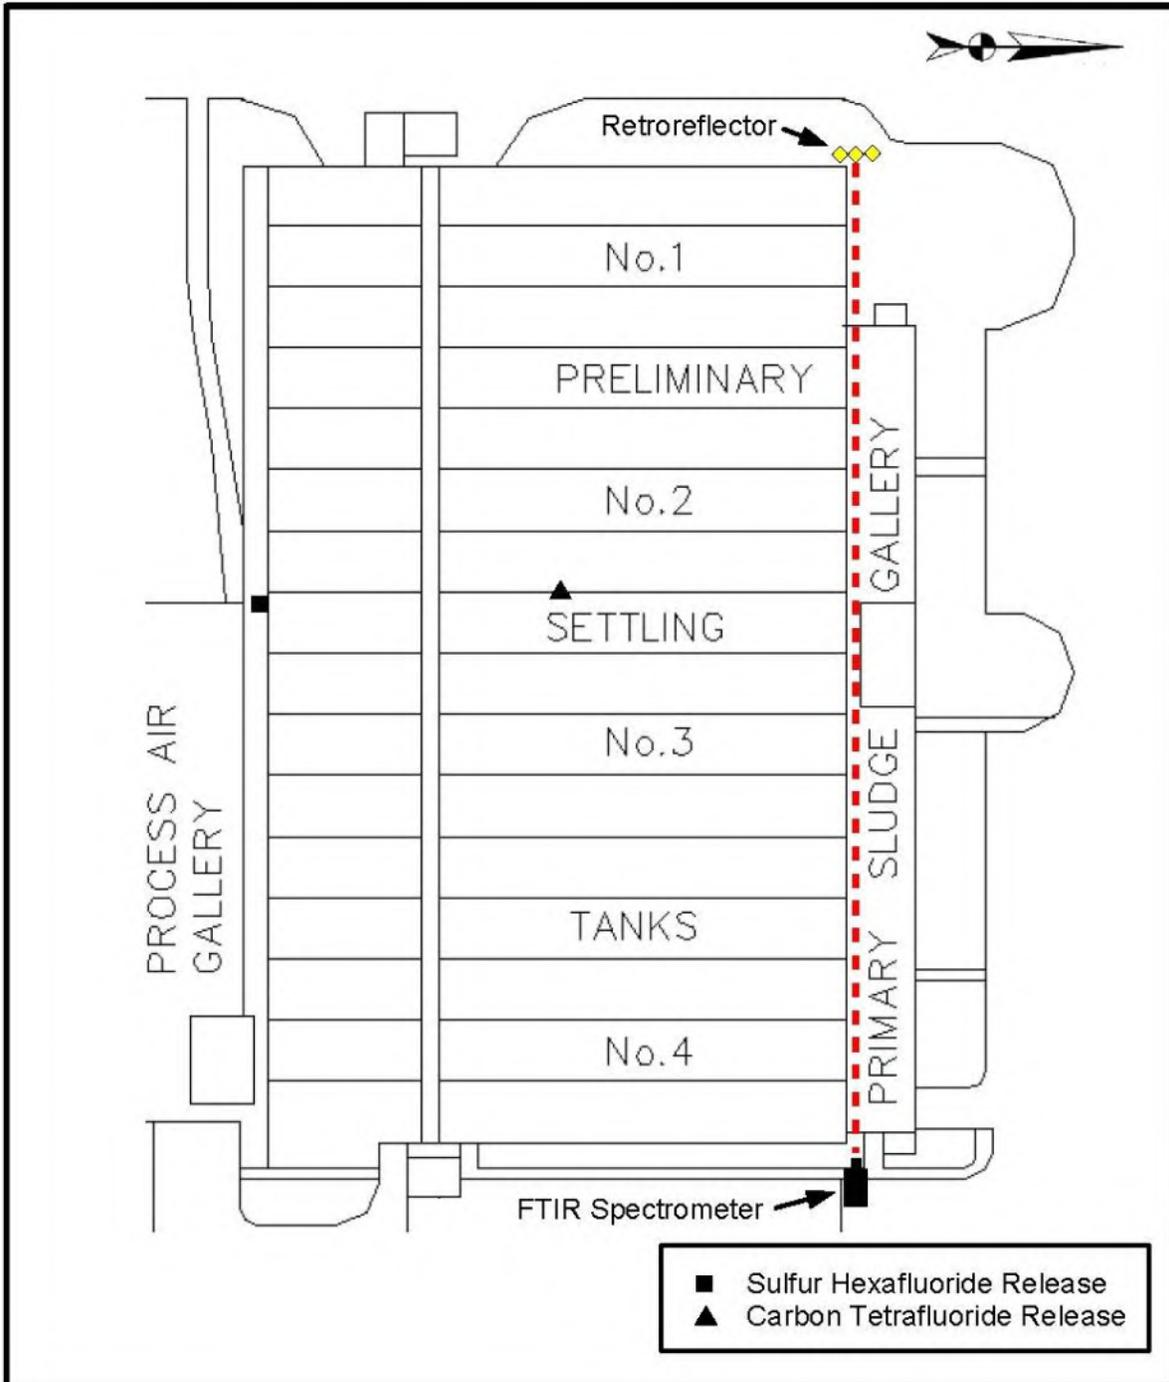 Retroreflector
No.1
PRELIMINARY
No.2
GALLERY
SETTLING
PROCESS AIR
GALLERY
No.3
SLUDGE
TANKS
PRIMARY
No.4
FTIR Spectrometer
Sulfur Hexafluoride Release
Carbon Tetrafluoride Release